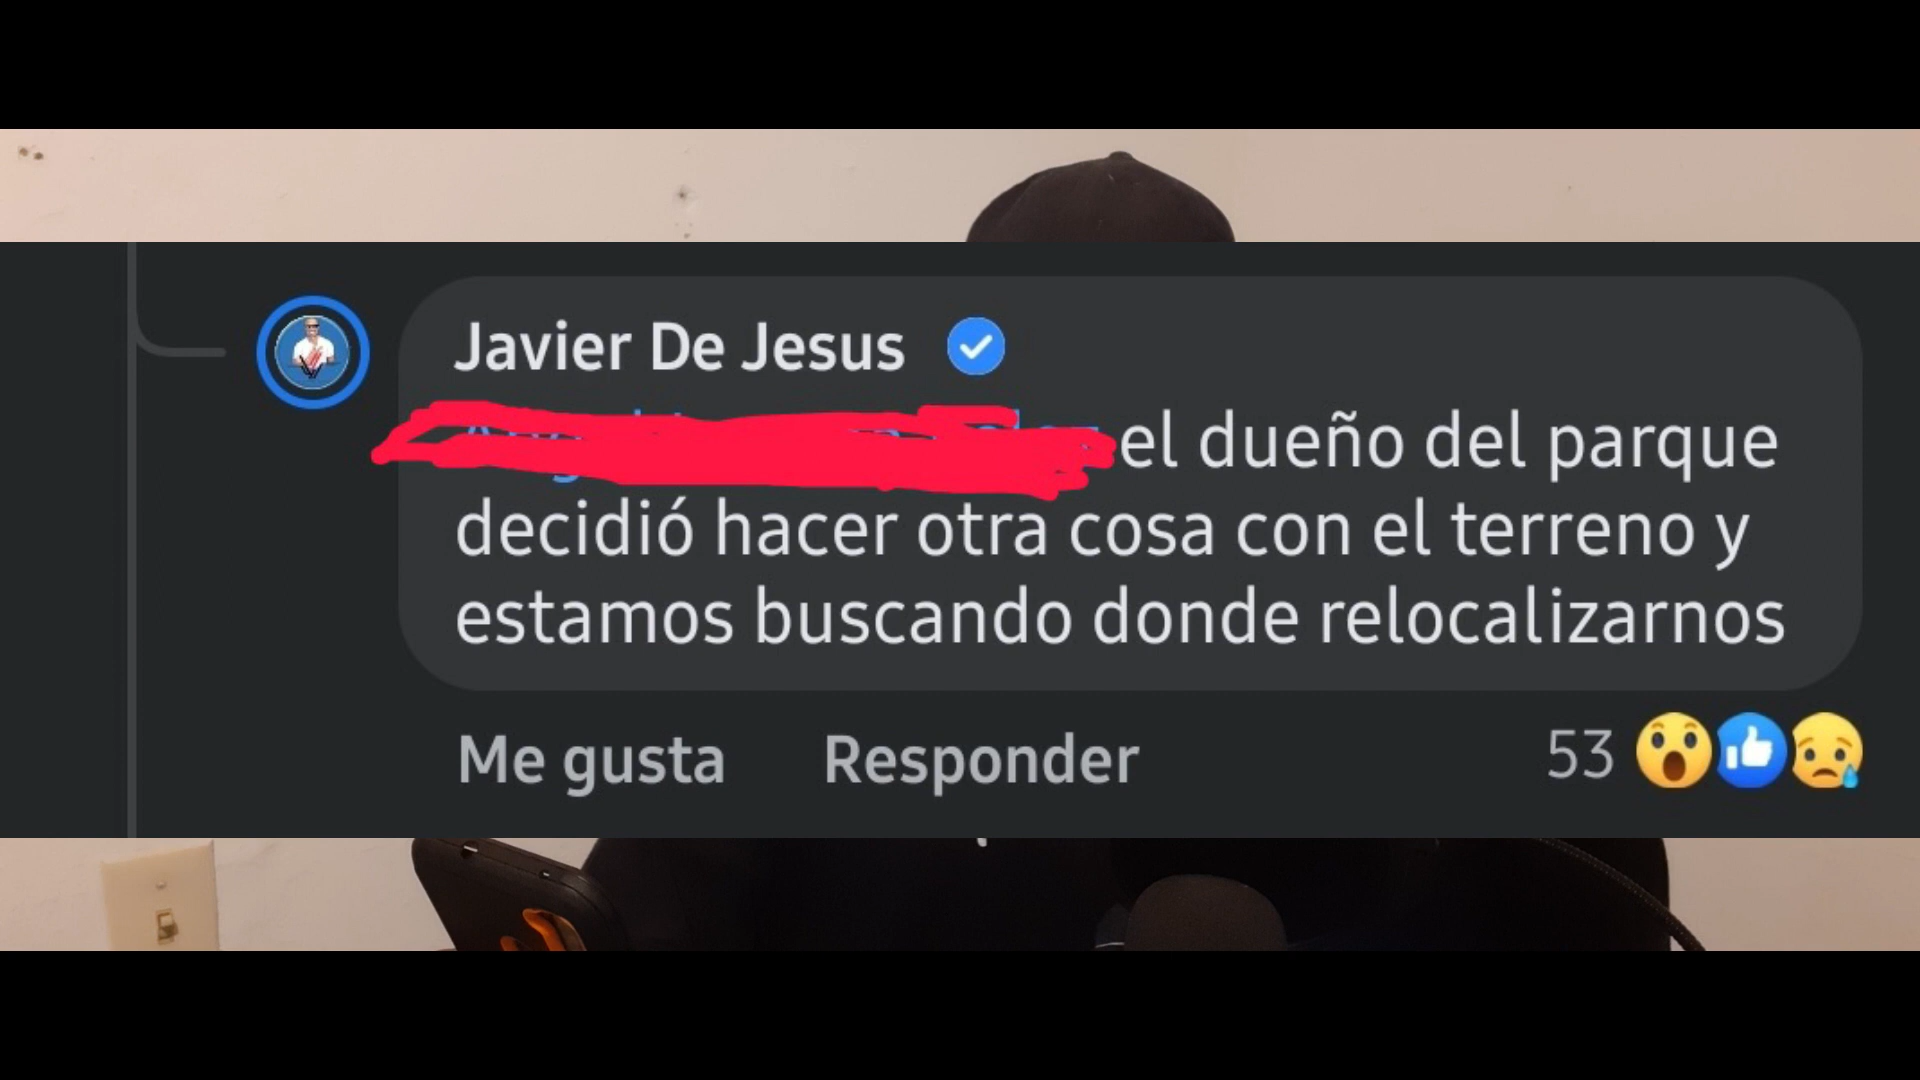 Javier De Jesus
el dueño del parque
decidió hacer otra cosa con el terreno y
estamos buscando donde relocalizarnos
Me gusta Responder 53